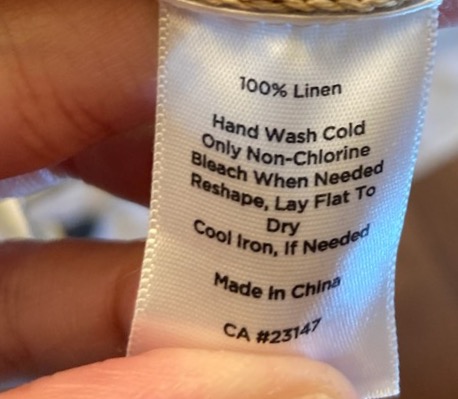 100% Linen
Hand Wash Cold
Only Non-Chlorine
Bleach When Needed
Reshape, Lay Flat To
Dry
Cool Iron, If Needed
Made In China
CA #23147